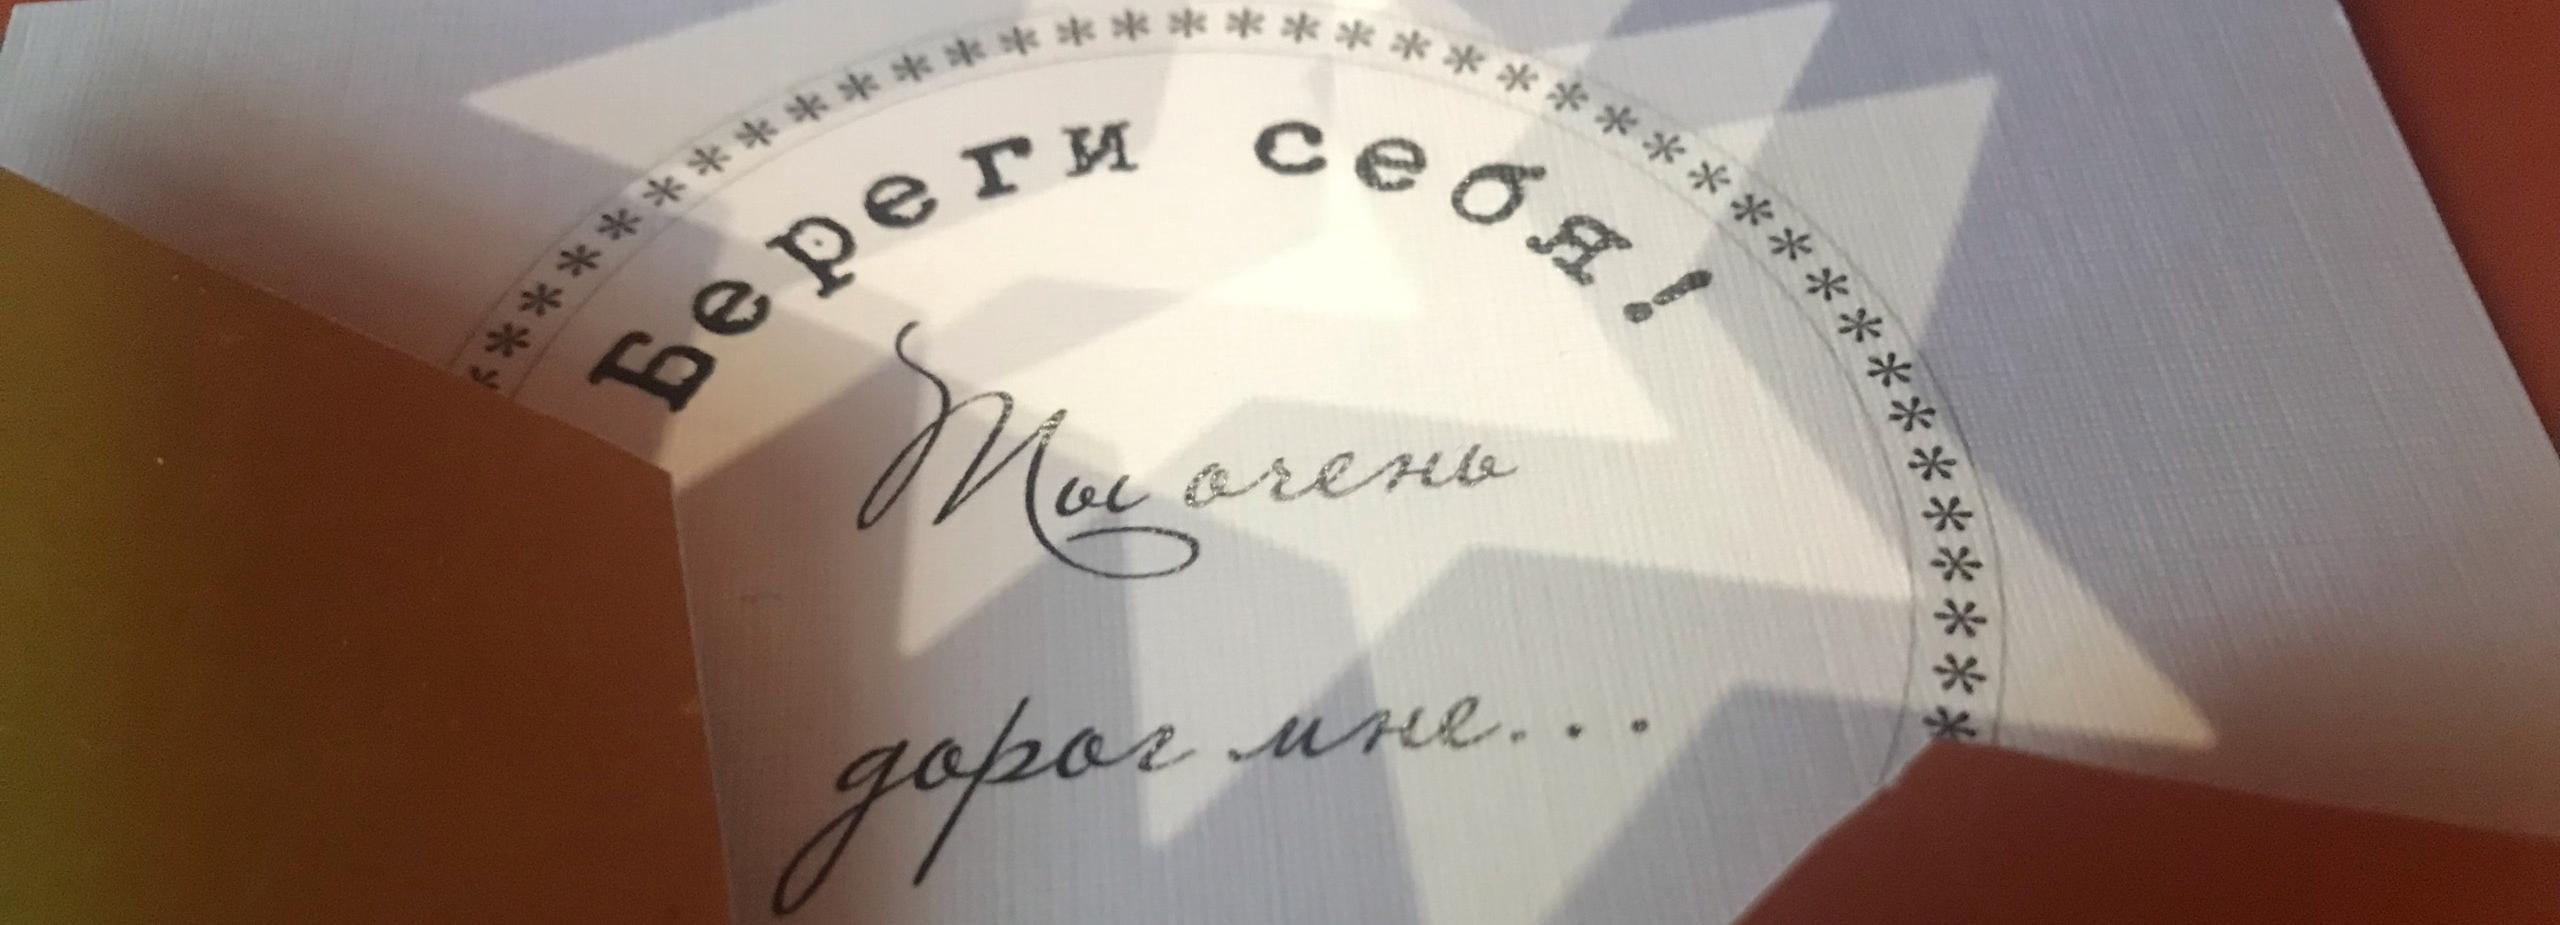 Береги себя!
Ты очень
дорог мне...